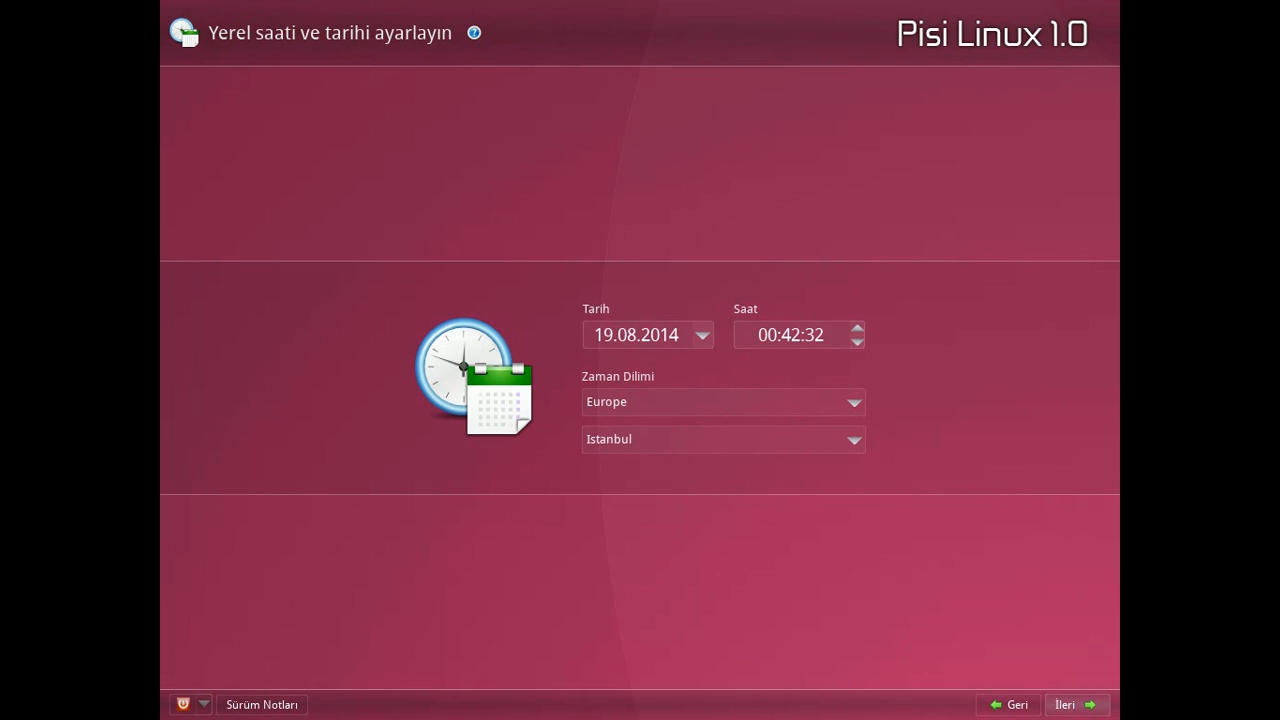 Yerel saati ve tarihi ayarlayın
Pisi Linux 1.0
Tarih
Saat
19.08.2014
00:42:32
Zaman Dilimi
Europe
Istanbul
Sürüm Notları
Geri
İleri